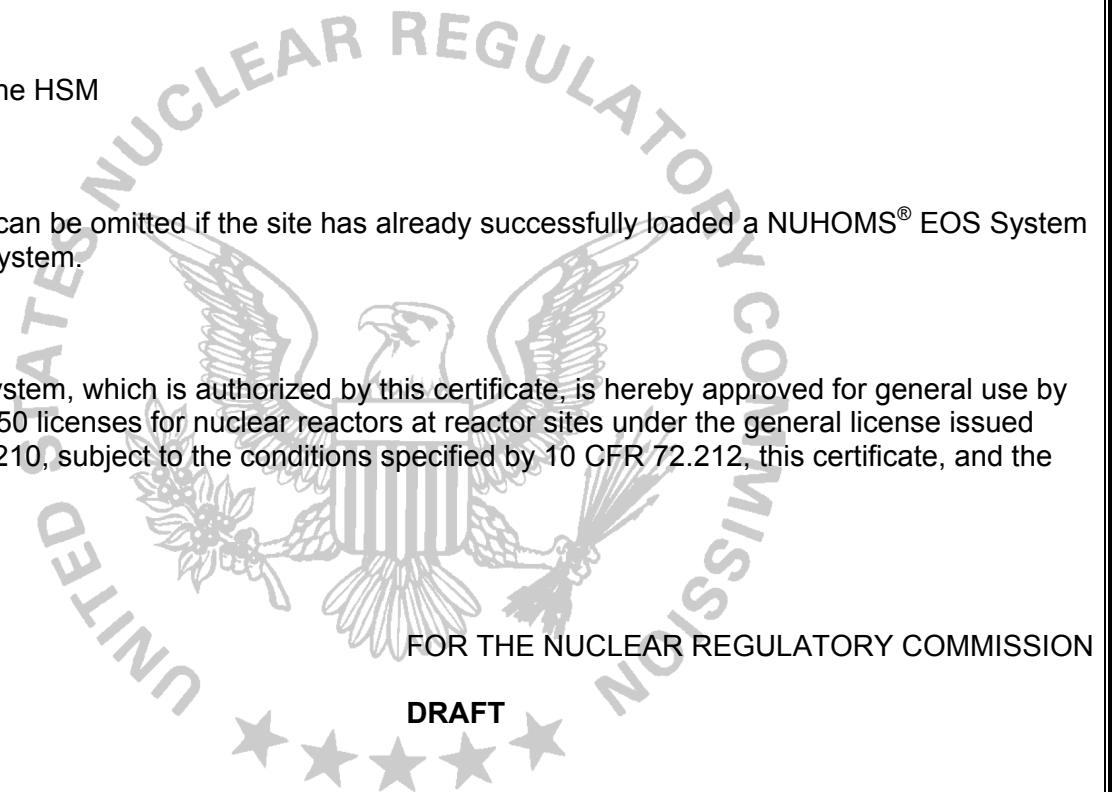 he HSM
can be omitted if the site has already successfully loaded a NUHOMS® EOS System
ystem.
ystem, which is authorized by this certificate, is hereby approved for general use by
50 licenses for nuclear reactors at reactor sites under the general license issued
210, subject to the conditions specified by 10 CFR 72.212, this certificate, and the
FOR THE NUCLEAR REGULATORY COMMISSION
DRAFT
UNITED STATES NUCLEAR REGULATORY COMMISSION